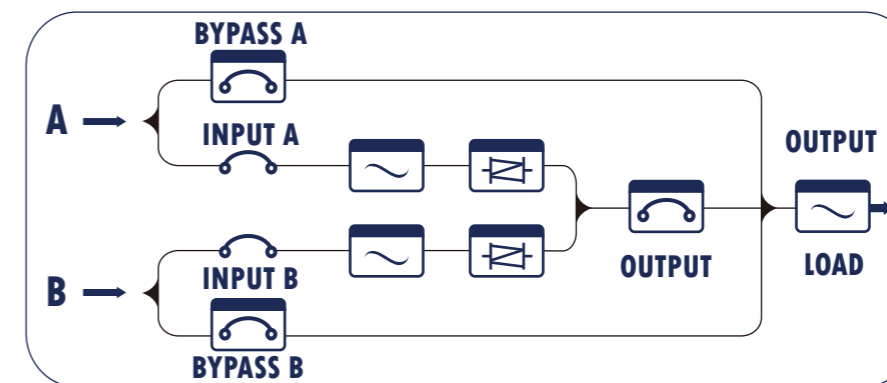 BYPASS A
A
INPUT A
OUTPUT
B
INPUT B
OUTPUT
LOAD
BYPASS B